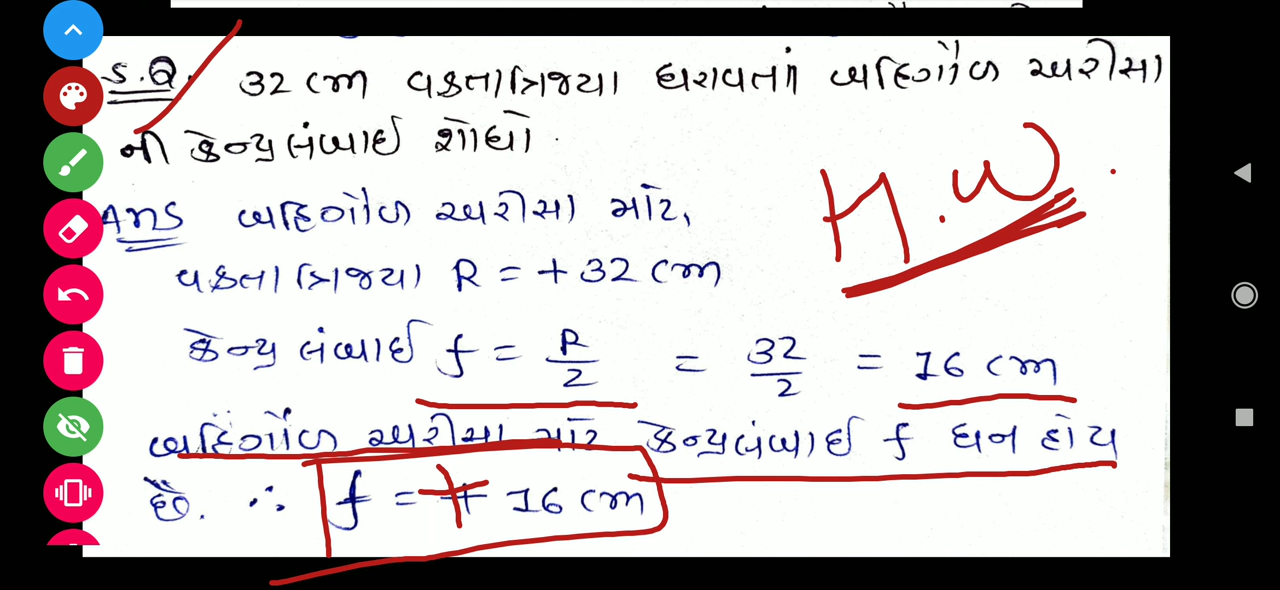 S.Q. 32 cm વક્રતાત્રિજ્યા ધરાવતાં બહિર્ગોળ અરીસા
ની કેન્દ્રલંબાઈ શોધો.
H.W.
Ans બહિર્ગોળ અરીસા માટે,
વક્રતા ત્રિજ્યા R = + 32 cm
કેન્દ્ર લંબાઈ f = R/2 = 32/2 = 16 cm
બહિર્ગોળ અરીસા માટે કેન્દ્રલંબાઈ f ધન હોય
છે. ∴ f = + 16 cm